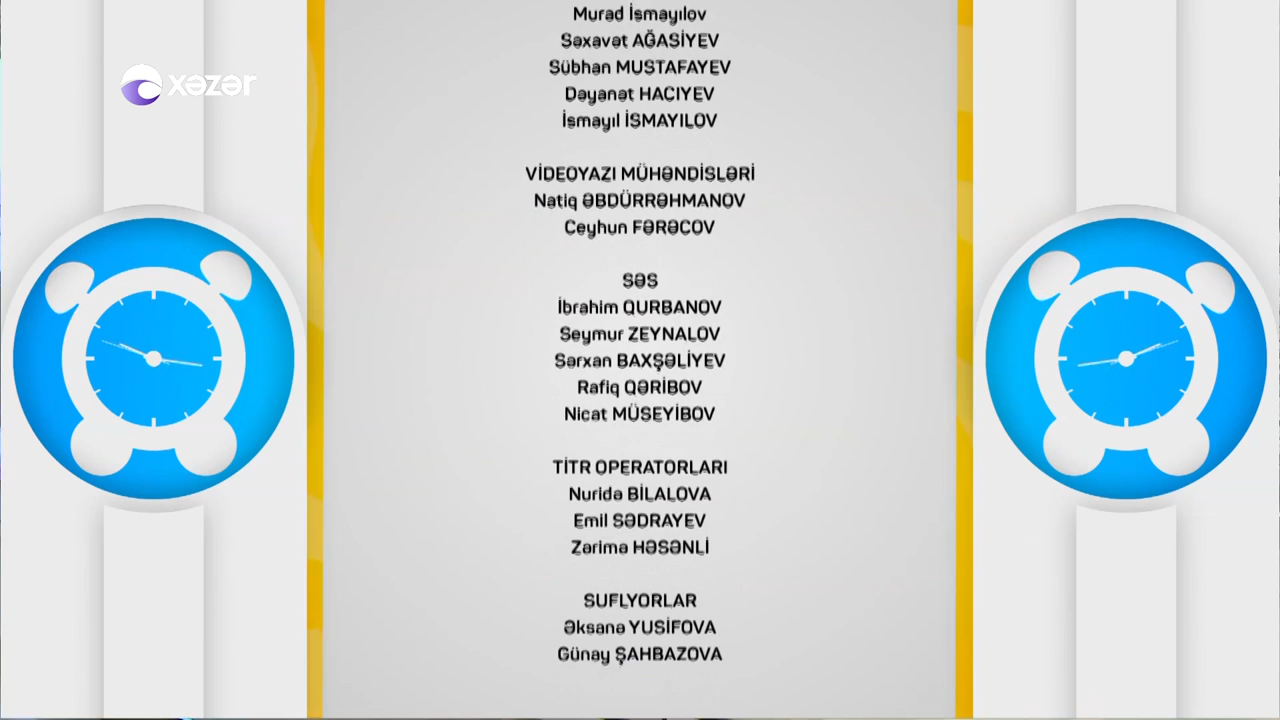 Murad İsmayılov
Səxavət AĞASİYEV
xəzər
Sübhan MUSTAFAYEV
Dəyanət HACIYEV
İsmayıl İSMAYILOV
VİDEOYAZI MÜHƏNDİSLƏRİ
Natiq ƏBDÜRRƏHMANOV
Ceyhun FƏRƏCOV
SƏS
İbrahim QURBANOV
Seymur ZEYNALOV
Sərxan BAXŞƏLİYEV
Rafiq QƏRİBOV
Nicat MÜSEYİBOV
TİTR OPERATORLARI
Nuridə BİLALOVA
Emil SƏDRAYEV
Zərimə HƏSƏNLİ
SUFLYORLAR
Əksanə YUSİFOVA
Günay ŞAHBAZOVA